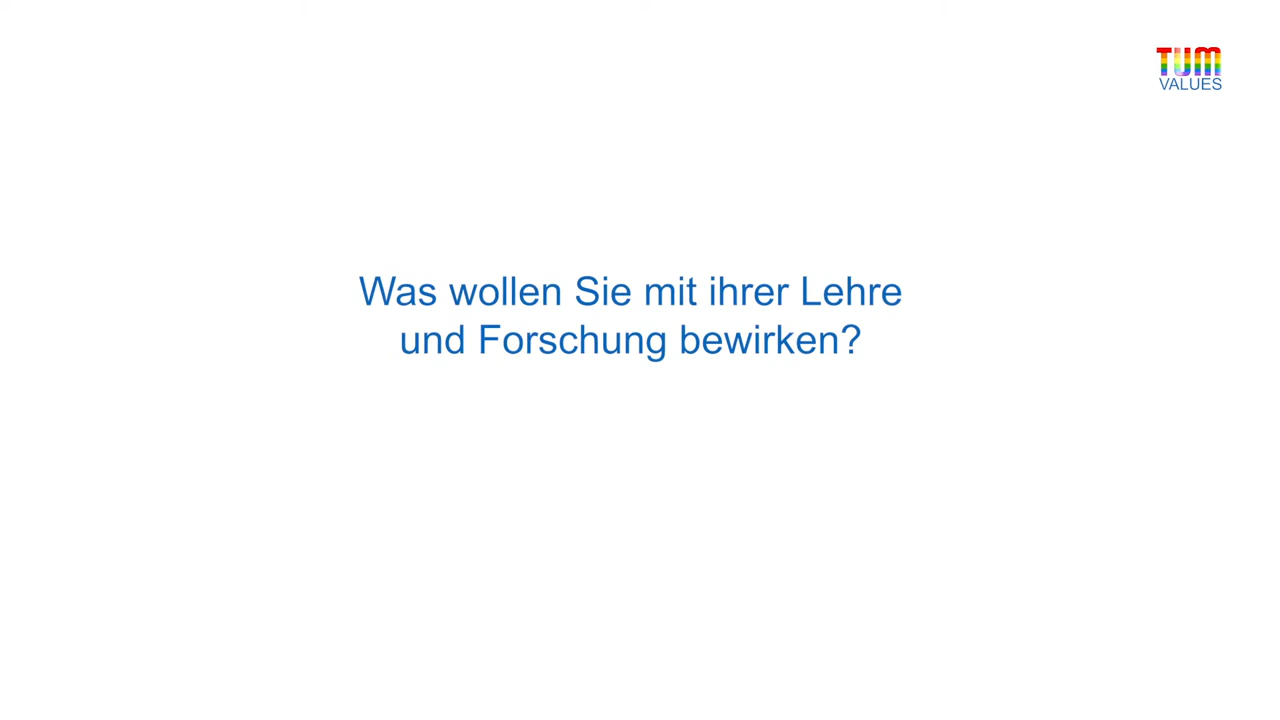 TUM
VALUES
Was wollen Sie mit ihrer Lehre
und Forschung bewirken?